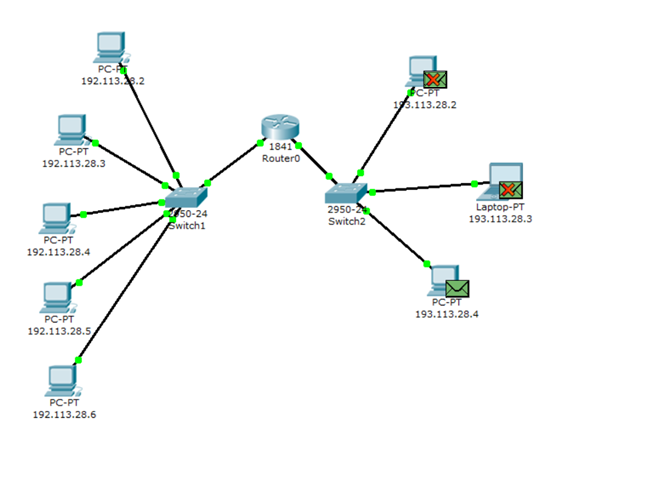 PC-PT
192.113.28.2
PC-PT
192.113.28.3
PC-PT
192.113.28.4
PC-PT
192.113.28.5
PC-PT
192.113.28.6
2950-24
Switch1
1841
Router0
2950-24
Switch2
PC-PT
193.113.28.2
Laptop-PT
193.113.28.3
PC-PT
193.113.28.4